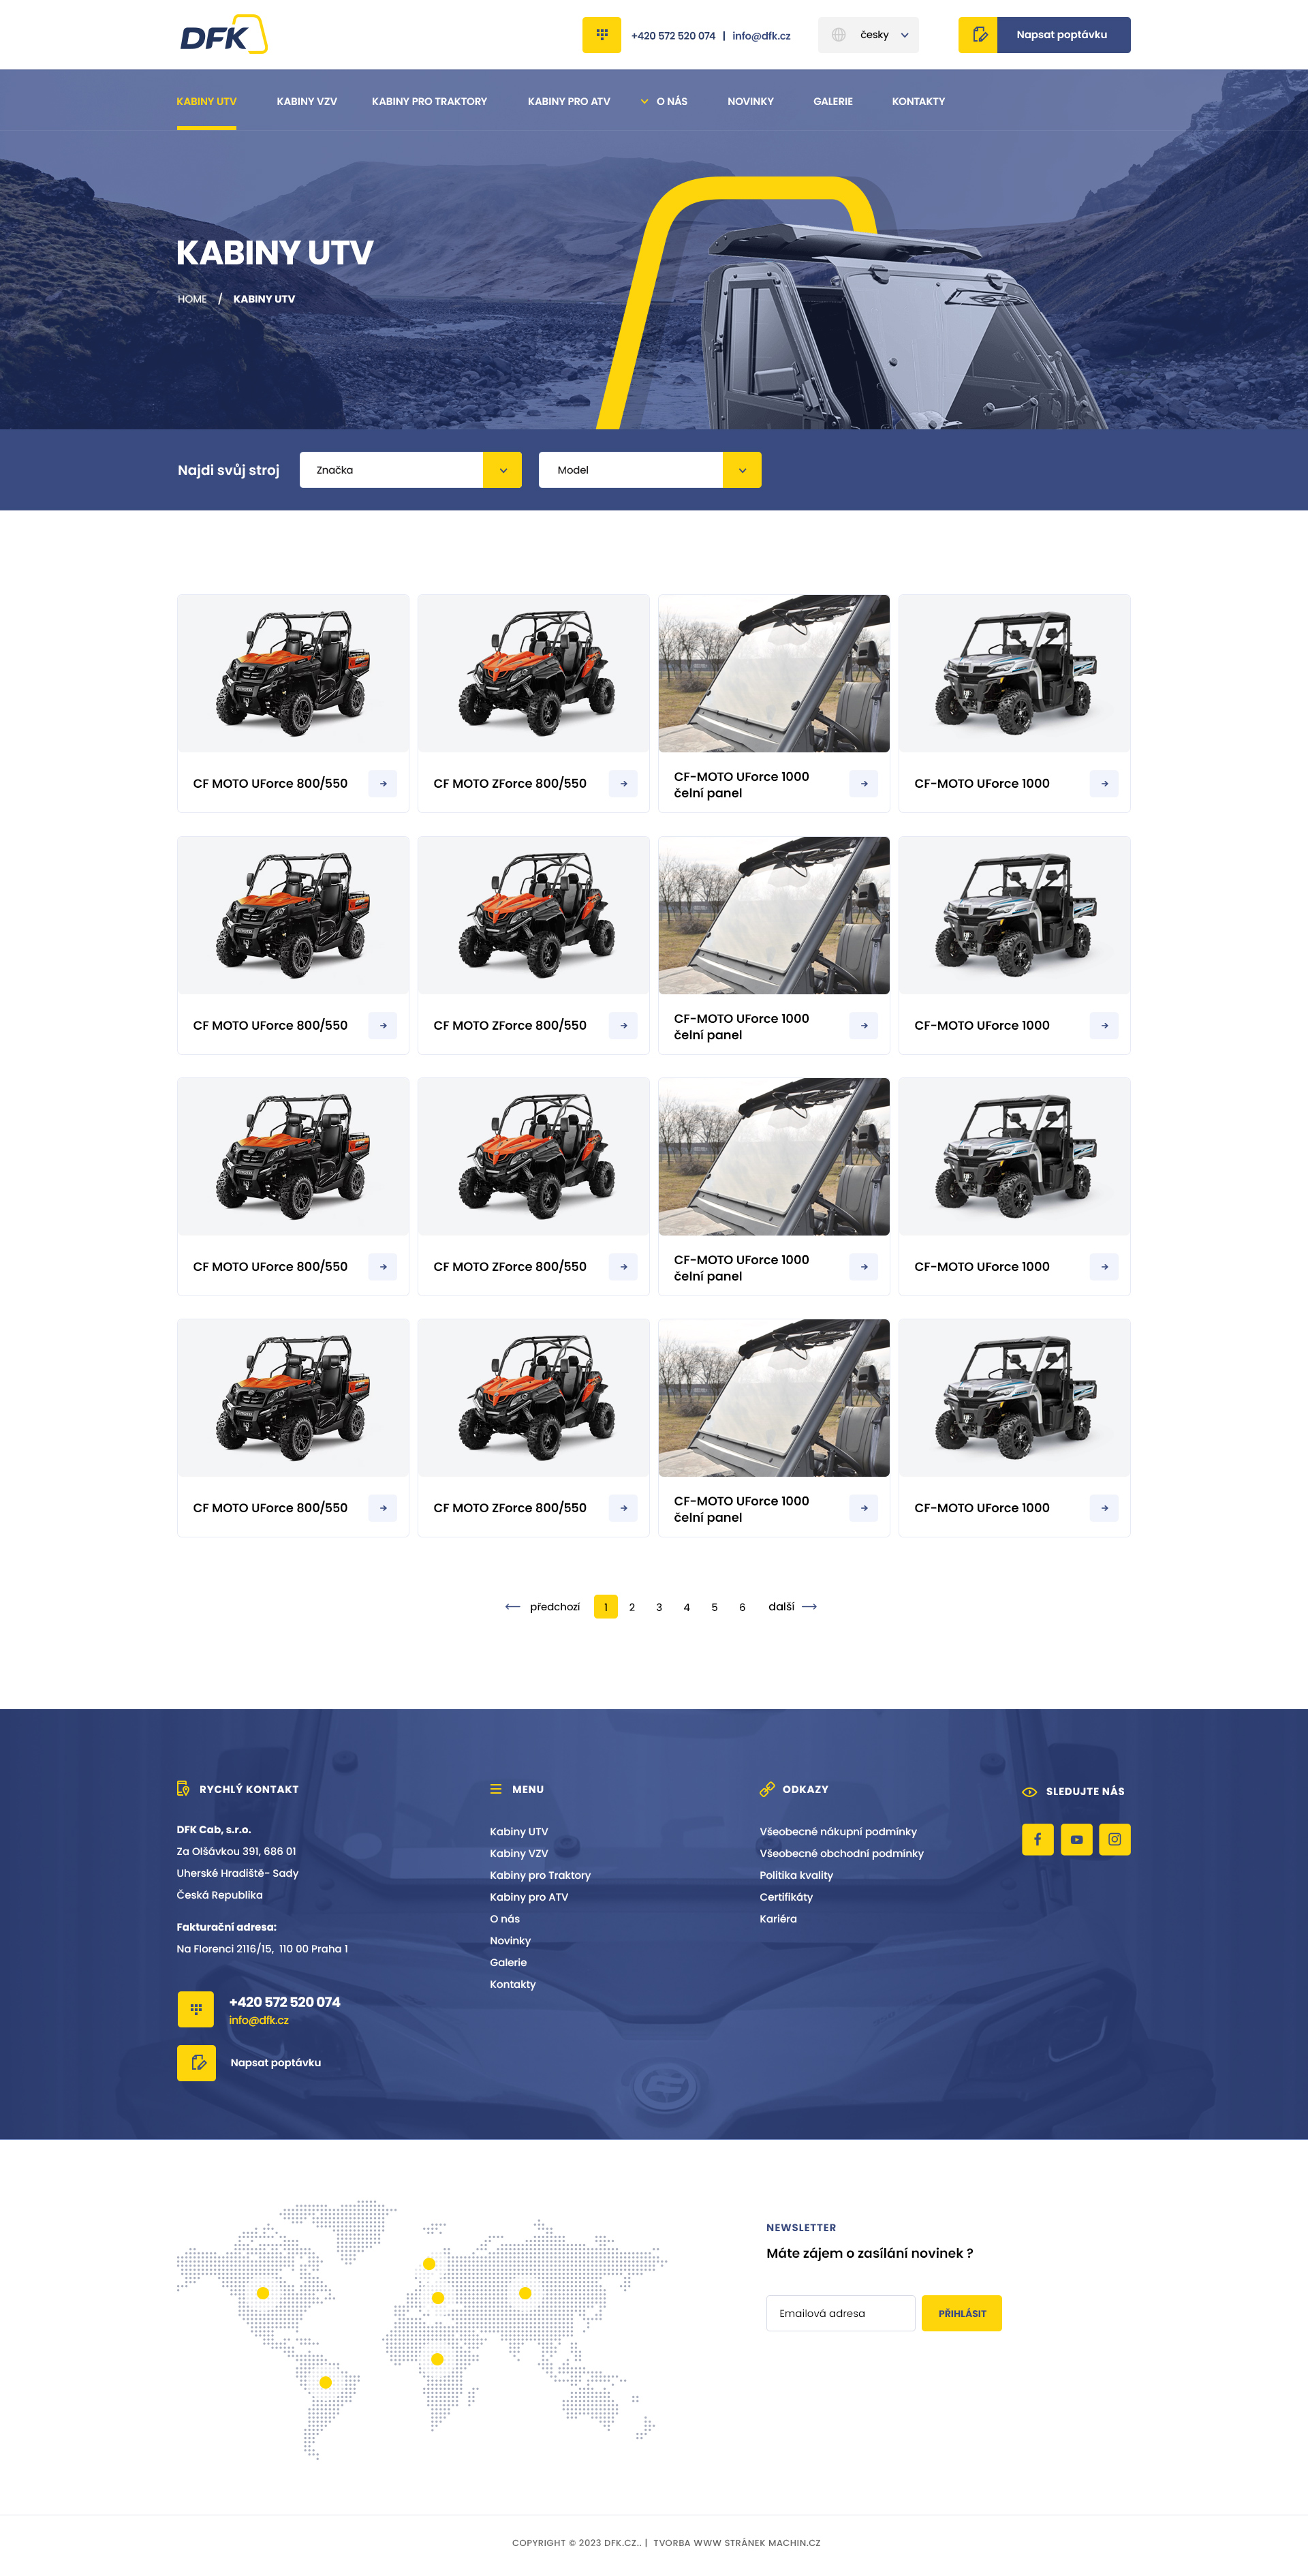 DFK
+420 572 520 074 | info@dfk.cz
česky
Napsat poptávku
KABINY UTV
KABINY VZV
KABINY PRO TRAKTORY
KABINY PRO ATV
O NÁS
NOVINKY
GALERIE
KONTAKTY
KABINY UTV
HOME / KABINY UTV
Najdi svůj stroj
Značka
Model
CF MOTO UForce 800/550
CF MOTO ZForce 800/550
CF-MOTO UForce 1000
čelní panel
CF-MOTO UForce 1000
CF MOTO UForce 800/550
CF MOTO ZForce 800/550
CF-MOTO UForce 1000
čelní panel
CF-MOTO UForce 1000
CF MOTO UForce 800/550
CF MOTO ZForce 800/550
CF-MOTO UForce 1000
čelní panel
CF-MOTO UForce 1000
CF MOTO UForce 800/550
CF MOTO ZForce 800/550
CF-MOTO UForce 1000
čelní panel
CF-MOTO UForce 1000
předchozí 1 2 3 4 5 6 další
RYCHLÝ KONTAKT
DFK Cab, s.r.o.
Za Olšávkou 391, 686 01
Uherské Hradiště- Sady
Česká Republika
Fakturační adresa:
Na Florenci 2116/15, 110 00 Praha 1
+420 572 520 074
info@dfk.cz
Napsat poptávku
MENU
Kabiny UTV
Kabiny VZV
Kabiny pro Traktory
Kabiny pro ATV
O nás
Novinky
Galerie
Kontakty
ODKAZY
Všeobecné nákupní podmínky
Všeobecné obchodní podmínky
Politika kvality
Certifikáty
Kariéra
SLEDUJTE NÁS
NEWSLETTER
Máte zájem o zasílání novinek ?
Emailová adresa
PŘIHLÁSIT
COPYRIGHT © 2023 DFK.CZ.. | TVORBA WWW STRÁNEK MACHIN.CZ